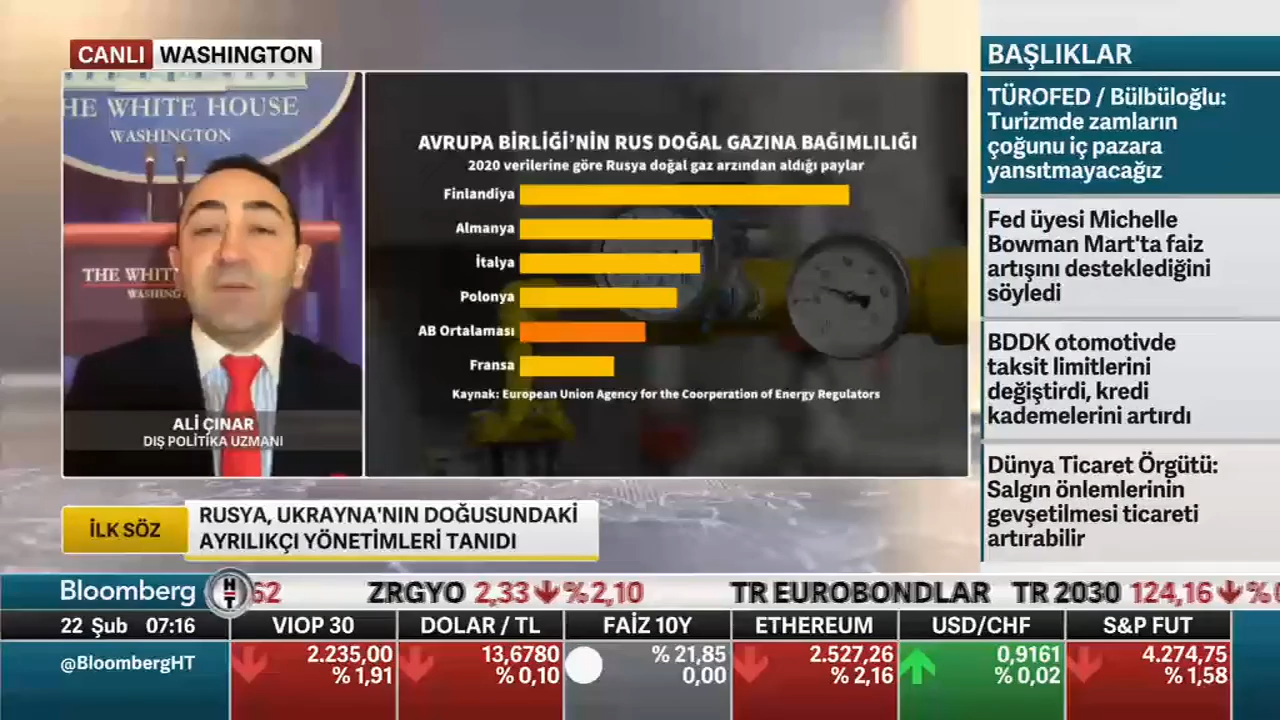 CANLI WASHINGTON
HE WHITE HOUSE
WASHINGTON
THE WHIT
WASHING
ALİ ÇINAR
DIŞ POLİTİKA UZMANI
AVRUPA BİRLİĞİ'NİN RUS DOĞAL GAZINA BAĞIMLILIĞI
2020 verilerine göre Rusya doğal gaz arzından aldığı paylar
Finlandiya
Almanya
İtalya
Polonya
AB Ortalaması
Fransa
Kaynak: European Union Agency for the Coorperation of Energy Regulators
BAŞLIKLAR
TÜROFED / Bülbüloğlu:
Turizmde zamların
çoğunu iç pazara
yansıtmayacağız
Fed üyesi Michelle
Bowman Mart'ta faiz
artışını desteklediğini
söyledi
BDDK otomotivde
taksit limitlerini
değiştirdi, kredi
kademelerini artırdı
Dünya Ticaret Örgütü:
Salgın önlemlerinin
gevşetilmesi ticareti
artırabilir
İLK SÖZ
RUSYA, UKRAYNA'NIN DOĞUSUNDAKİ
AYRILIKÇI YÖNETİMLERİ TANIDI
Bloomberg HT 62 ZRGYO 2,33 %2,10 TR EUROBONDLAR TR 2030 124,16 %
22 Şub 07:16 VIOP 30 DOLAR / TL FAİZ 10Y ETHEREUM USD/CHF S&P FUT
@BloombergHT 2.235,00 13,6780 % 21,85 2.527,26 0,9161 4.274,75
% 1,91 % 0,10 0,00 % 2,16 % 0,02 % 1,58